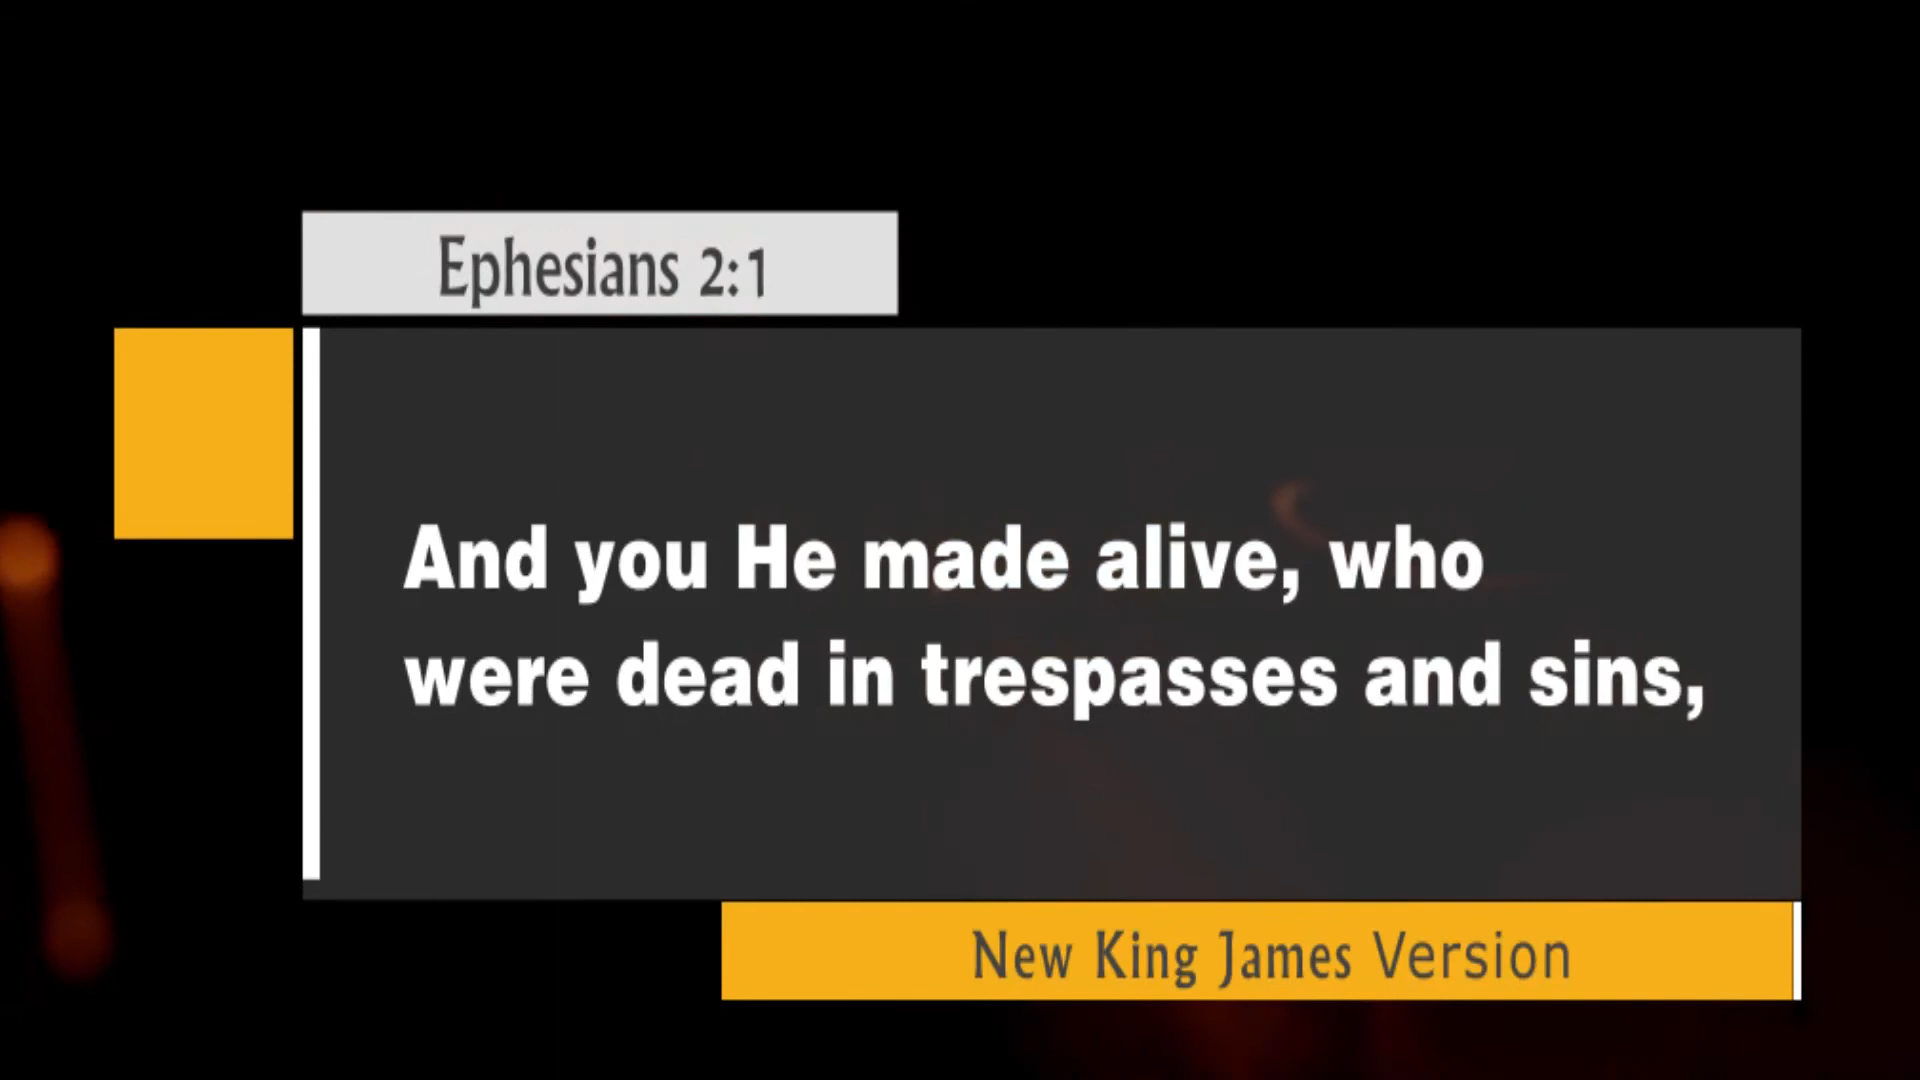 Ephesians 2:1
And you He made alive, who
were dead in trespasses and sins,
New King James Version